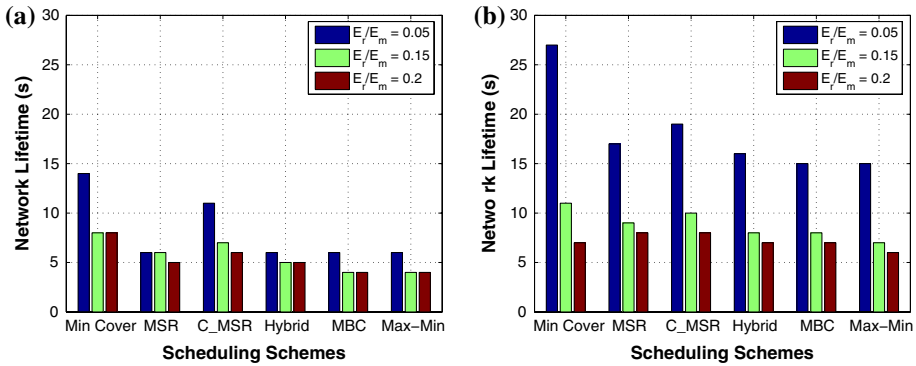 (a)
30
25
20
15
10
5
0
Network Lifetime (s)
E_r/E_m = 0.05
E_r/E_m = 0.15
E_r/E_m = 0.2
Min Cover MSR C_MSR Hybrid MBC Max-Min
Scheduling Schemes
(b)
30
25
20
15
10
5
0
Netwo rk Lifetime (s)
E_r/E_m = 0.05
E_r/E_m = 0.15
E_r/E_m = 0.2
Min Cover MSR C_MSR Hybrid MBC Max-Min
Scheduling Schemes